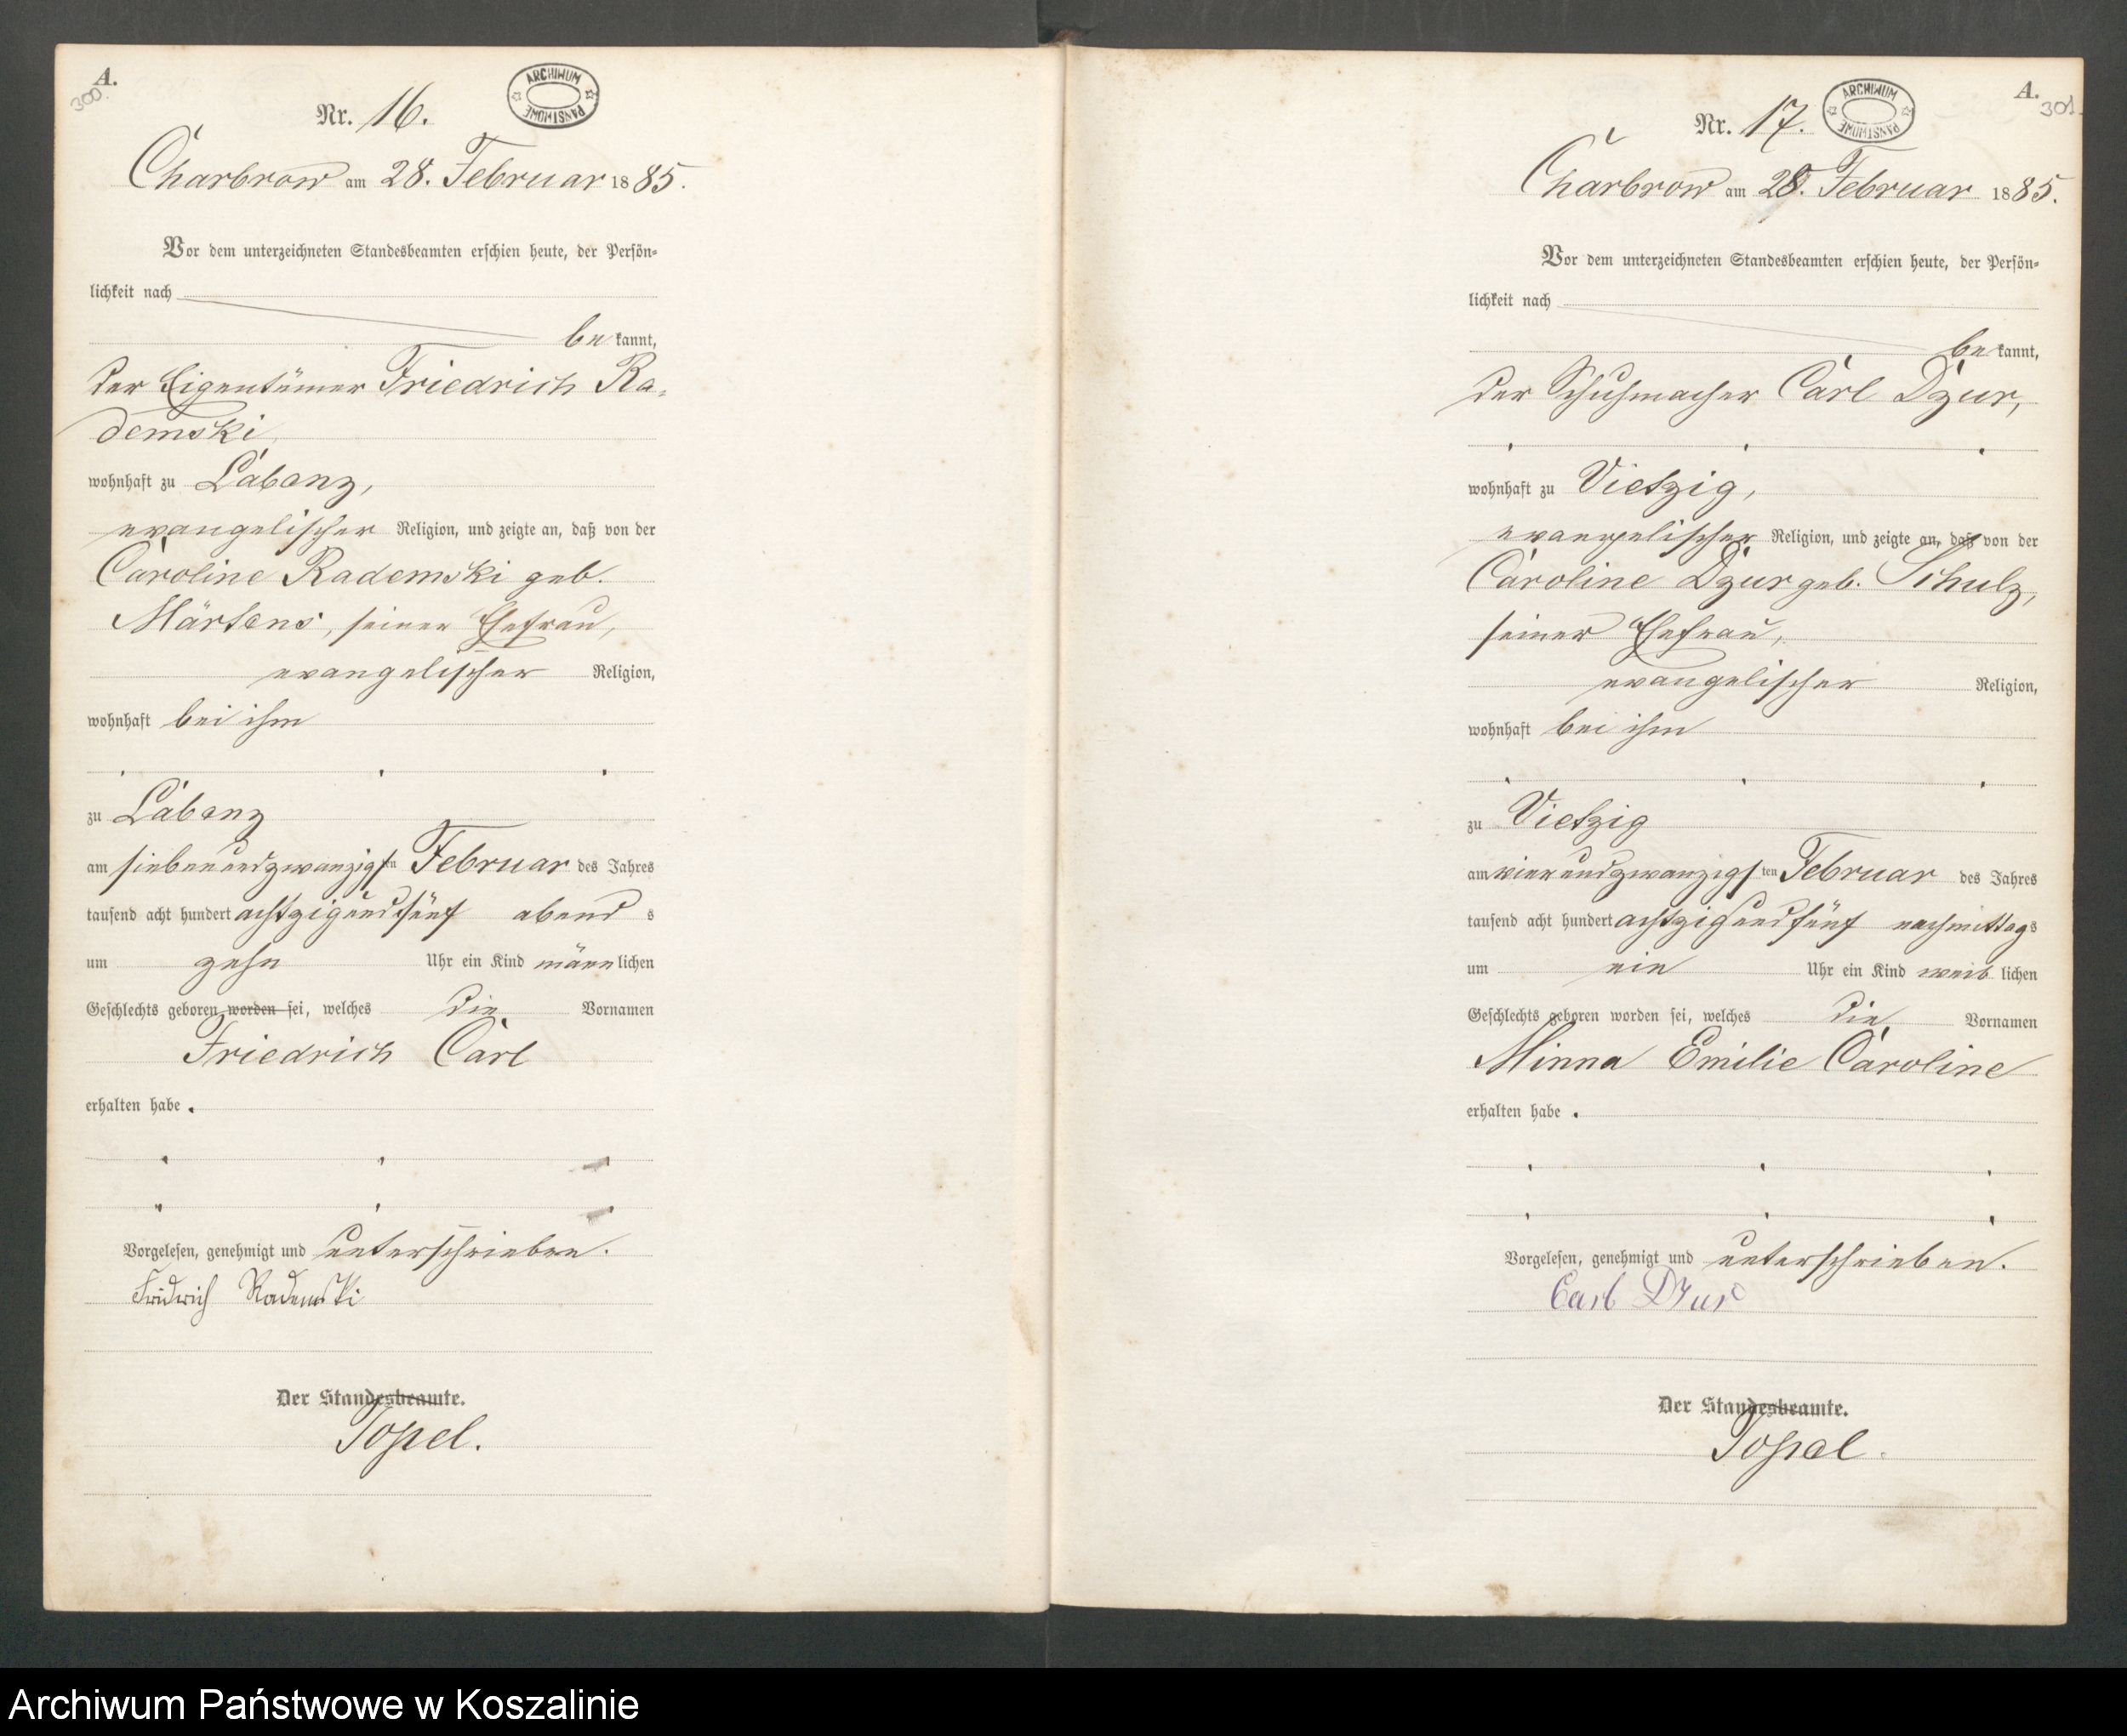 A.
300.
Nr. 16.
ARCHIWUM PAŃSTWOWE
Charbrow am 28. Februar 1885.
Vor dem unterzeichneten Standesbeamten erschien heute, der Persön-
lichkeit nach
be kannt,
der Eigentümer Friedrich Ra-
demski
wohnhaft zu Labenz,
evangelischer Religion, und zeigte an, daß von der
Caroline Rademski geb.
Märtens, seiner Ehefrau,
evangelischer Religion,
wohnhaft bei ihm
zu Labenz
am siebenundzwanzigsten Februar des Jahres
tausend acht hundert achtzigundfünf abends
um zehn Uhr ein Kind männlichen
Geschlechts geboren worden sei, welches die Vornamen
Friedrich Carl
erhalten habe.
Vorgelesen, genehmigt und unterschrieben.
Fridrich Rademski
Der Standesbeamte.
Topel.
A.
301.
Nr. 17.
ARCHIWUM PAŃSTWOWE
Charbrow am 28. Februar 1885.
Vor dem unterzeichneten Standesbeamten erschien heute, der Persön-
lichkeit nach
be kannt,
der Schuhmacher Carl Dzur,
wohnhaft zu Vietzig,
evangelischer Religion, und zeigte an, daß von der
Caroline Dzur geb. Schulz,
seiner Ehefrau,
evangelischer Religion,
wohnhaft bei ihm
zu Vietzig
am vierundzwanzigsten Februar des Jahres
tausend acht hundert achtzigundfünf nachmittags
um ein Uhr ein Kind weiblichen
Geschlechts geboren worden sei, welches die Vornamen
Minna Emilie Caroline
erhalten habe.
Vorgelesen, genehmigt und unterschrieben.
Carl Dzur
Der Standesbeamte.
Topel.
Archiwum Państwowe w Koszalinie